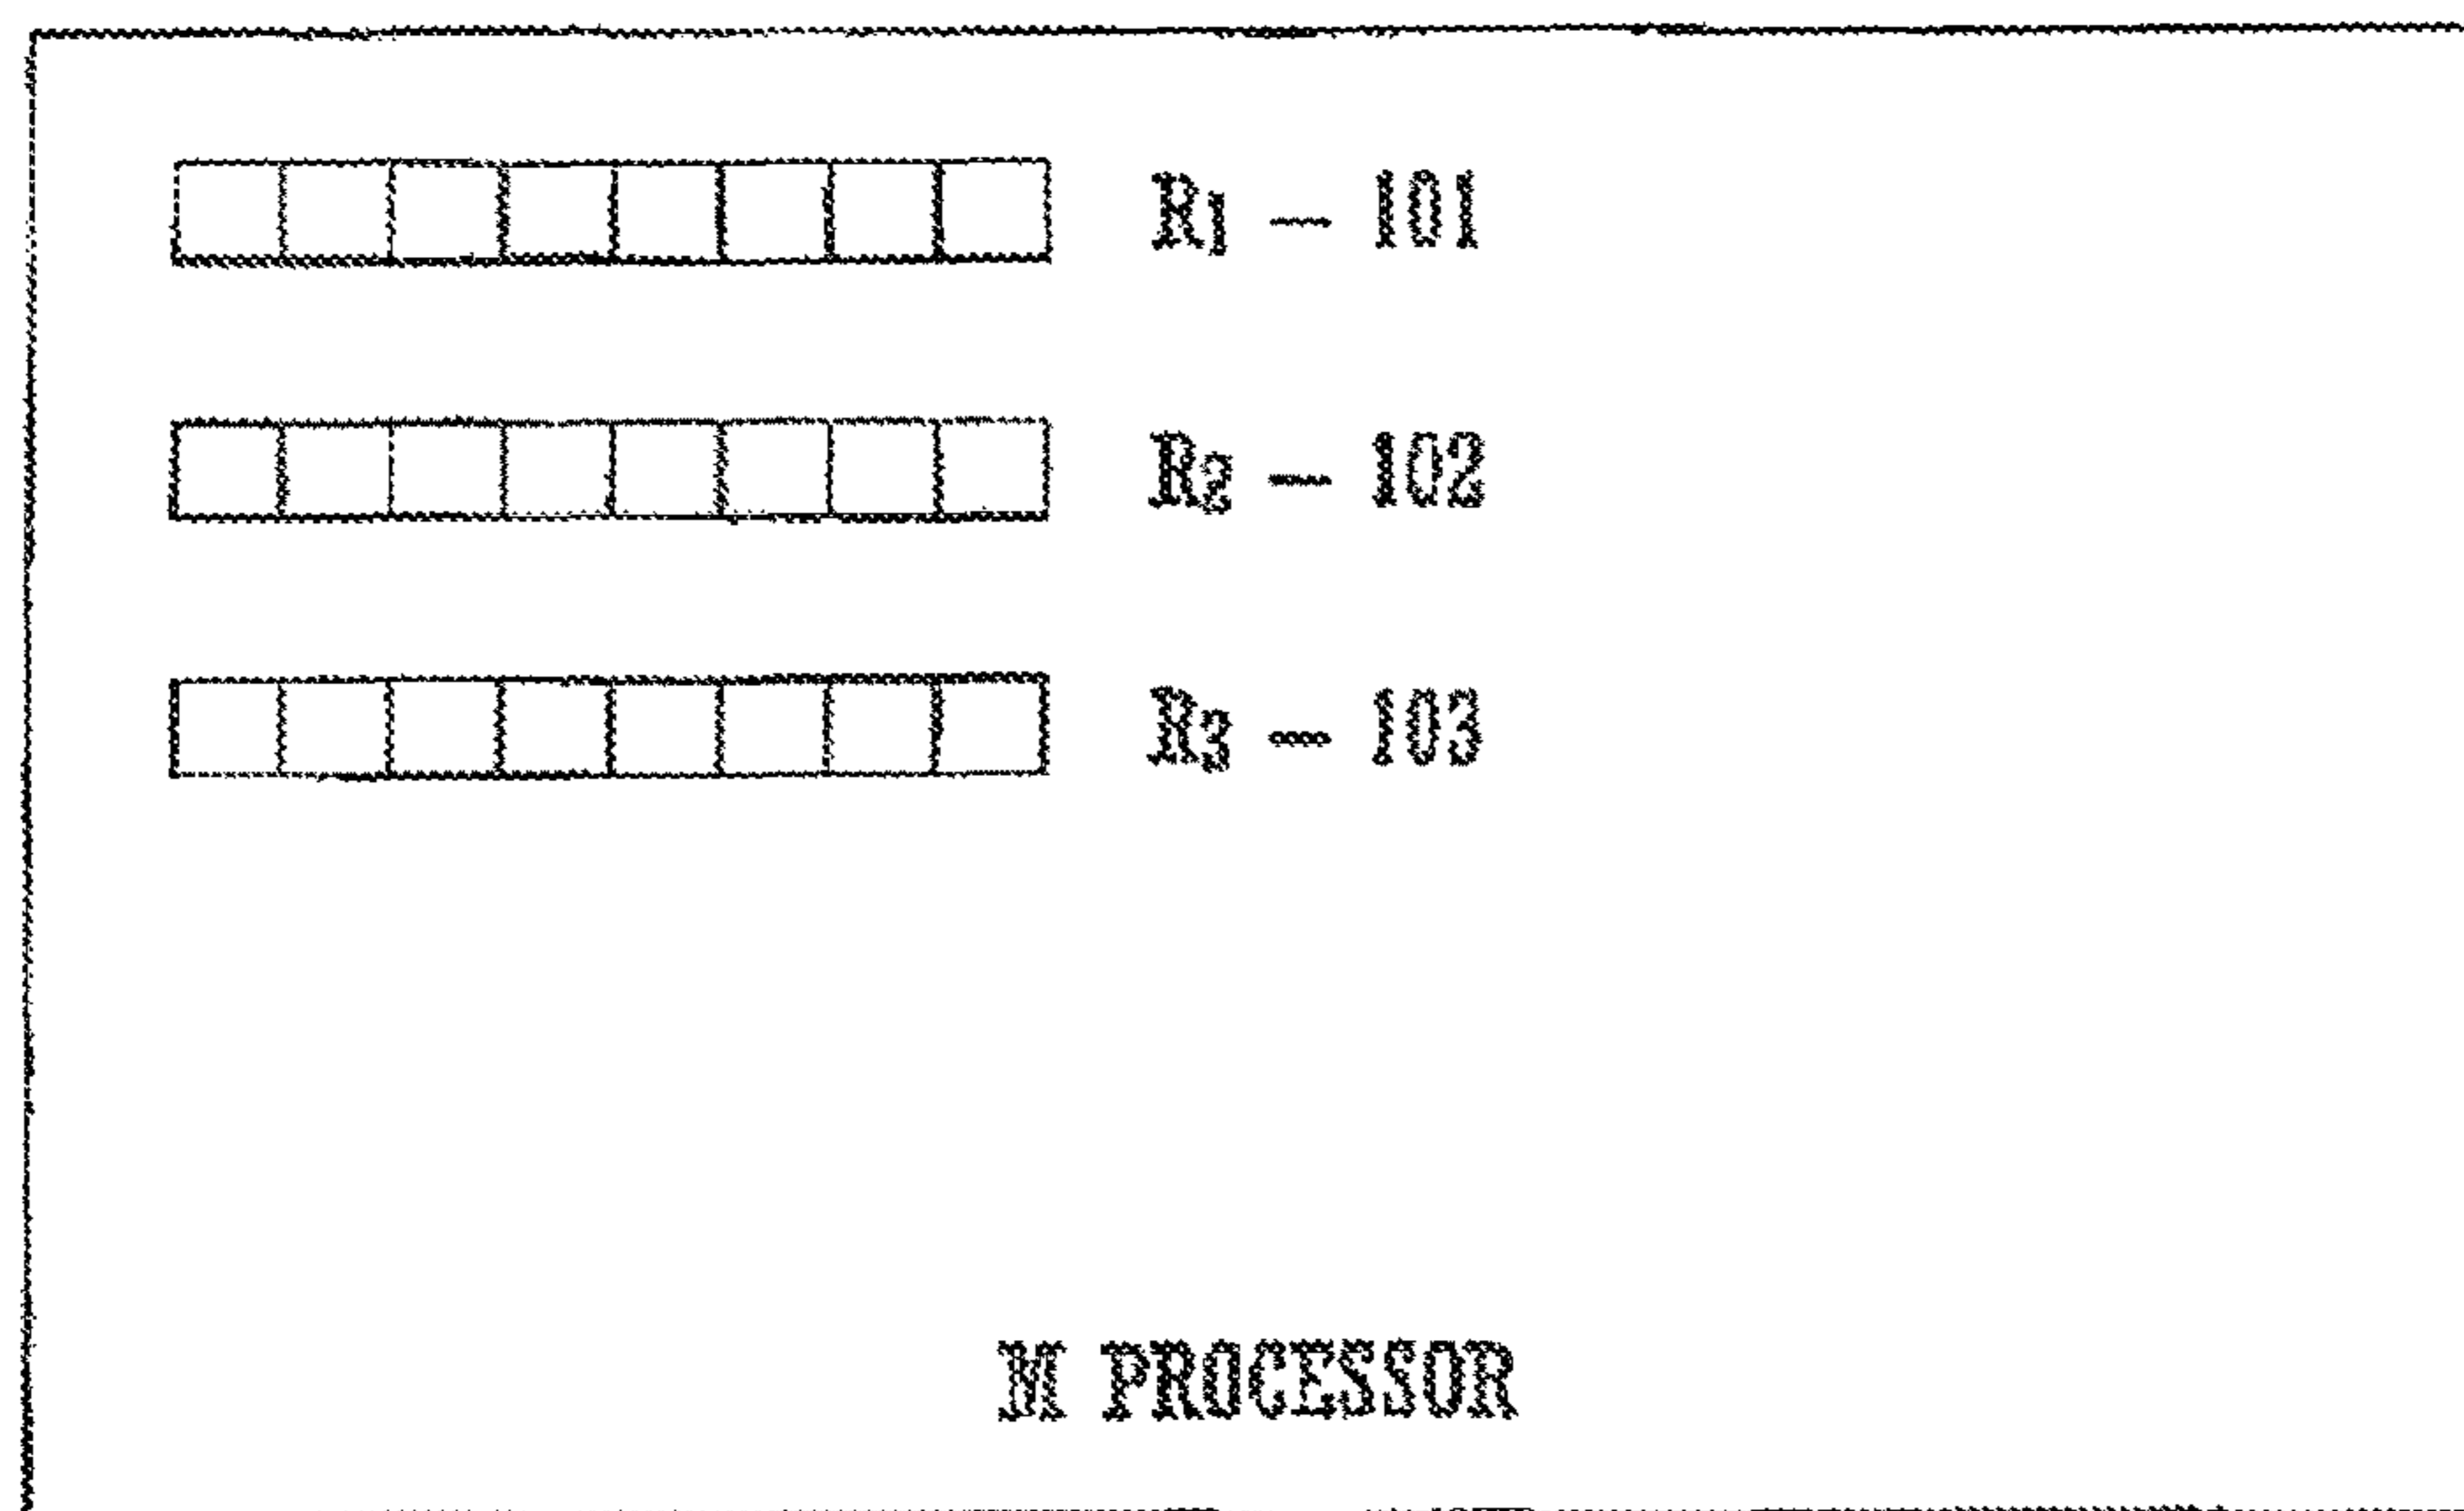 R1 — 101
R2 — 102
R3 — 103
M PROCESSOR